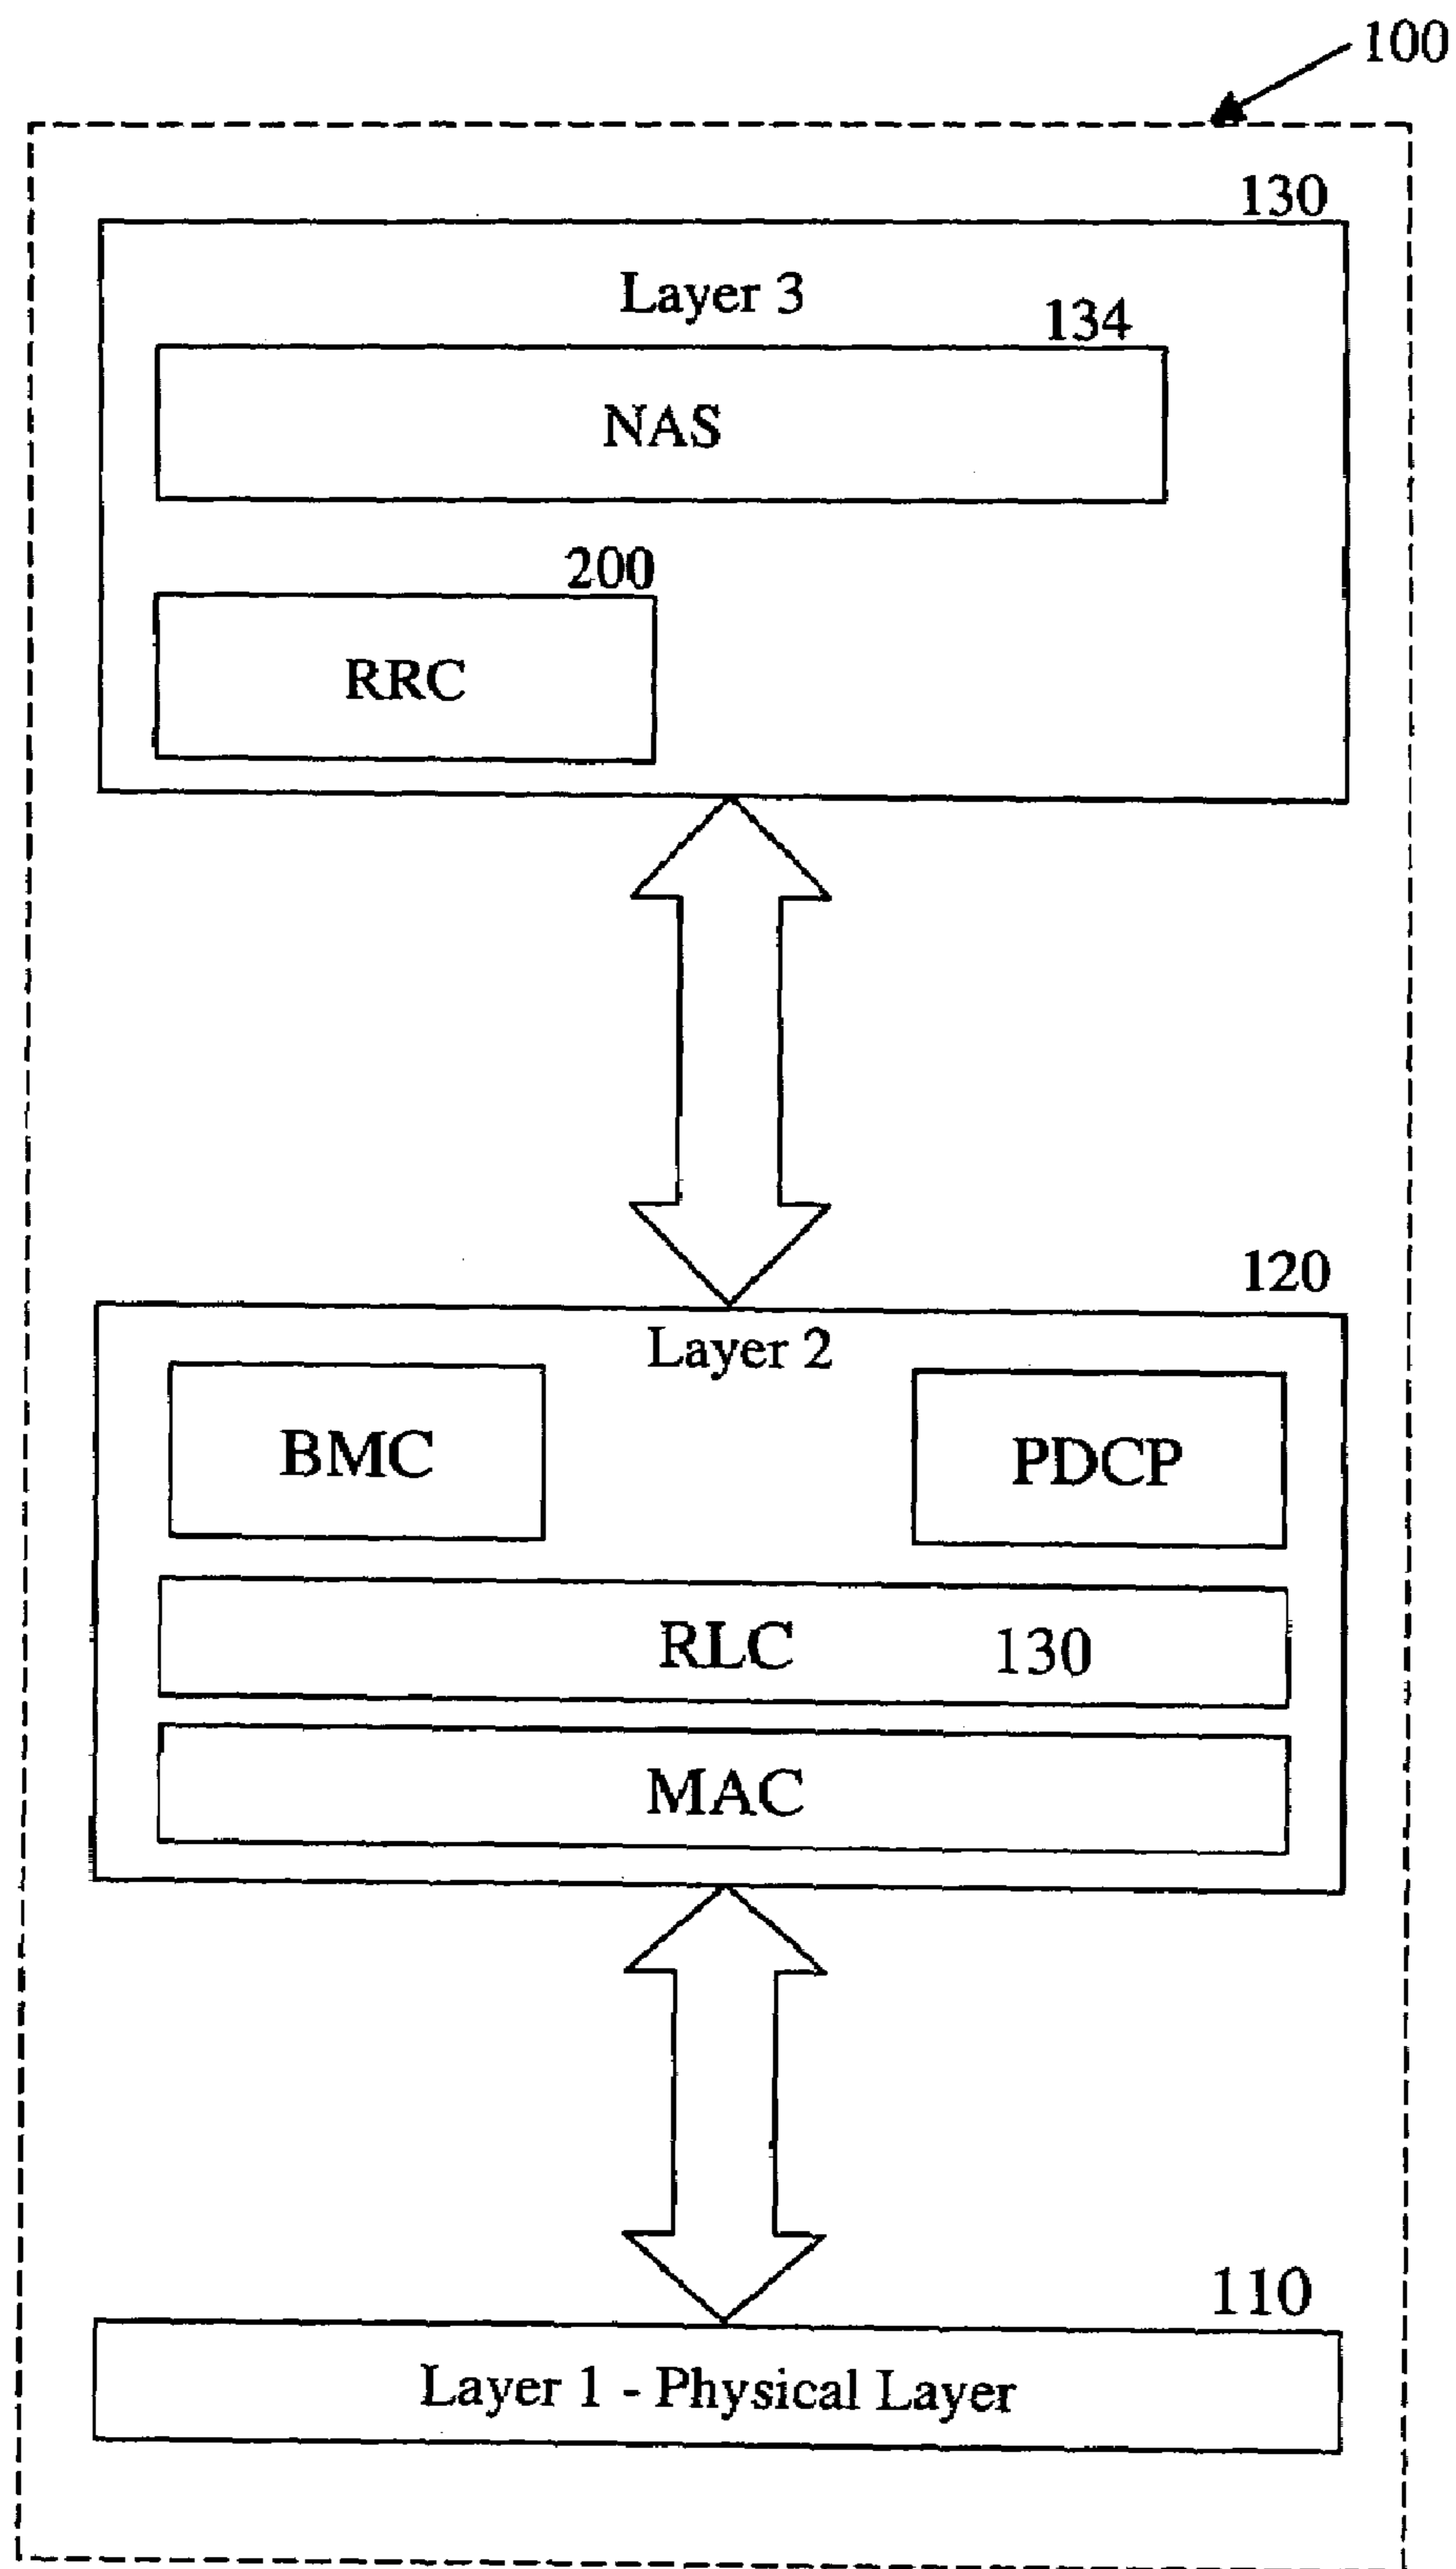 100
130
Layer 3
134
NAS
200
RRC
120
Layer 2
BMC
PDCP
RLC 130
MAC
110
Layer 1 - Physical Layer